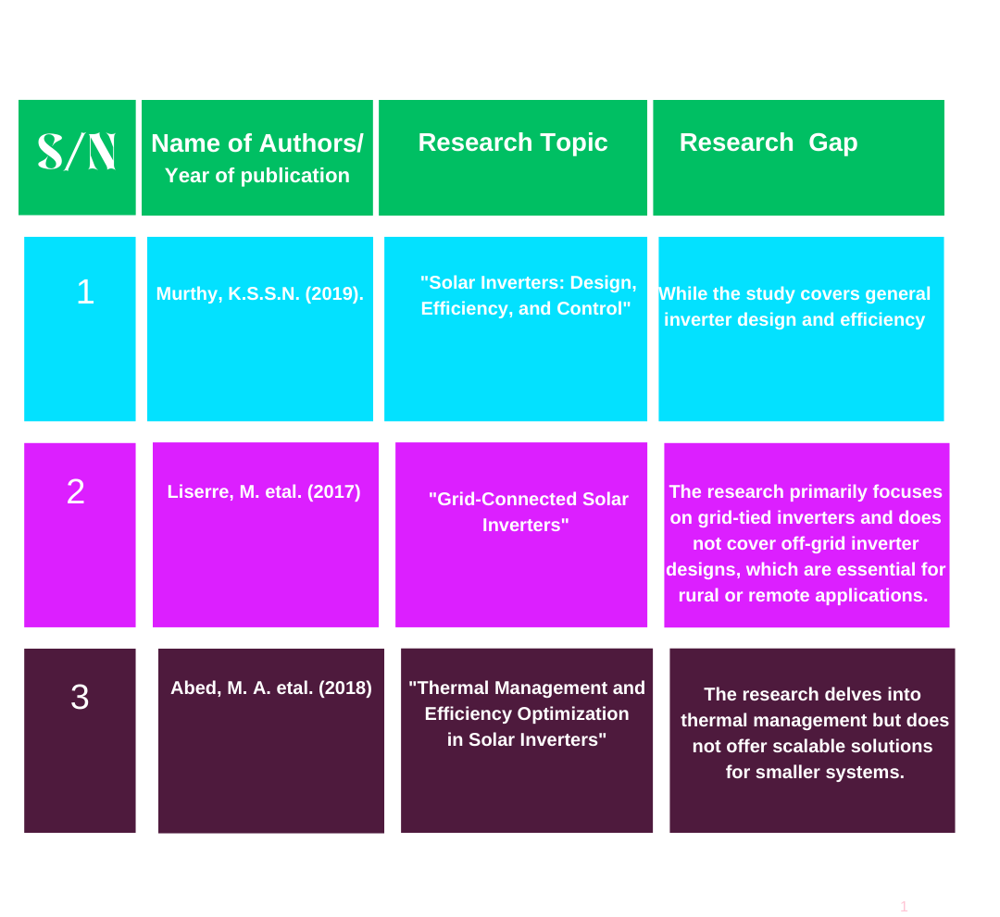 S/N
Name of Authors/
Year of publication
Research Topic
Research  Gap
1
Murthy, K.S.S.N. (2019).
"Solar Inverters: Design,
Efficiency, and Control"
While the study covers general
inverter design and efficiency
2
Liserre, M. etal. (2017)
"Grid-Connected Solar
Inverters"
The research primarily focuses
on grid-tied inverters and does
not cover off-grid inverter
designs, which are essential for
rural or remote applications.
3
Abed, M. A. etal. (2018)
"Thermal Management and
Efficiency Optimization
in Solar Inverters"
The research delves into
thermal management but does
not offer scalable solutions
for smaller systems.
1